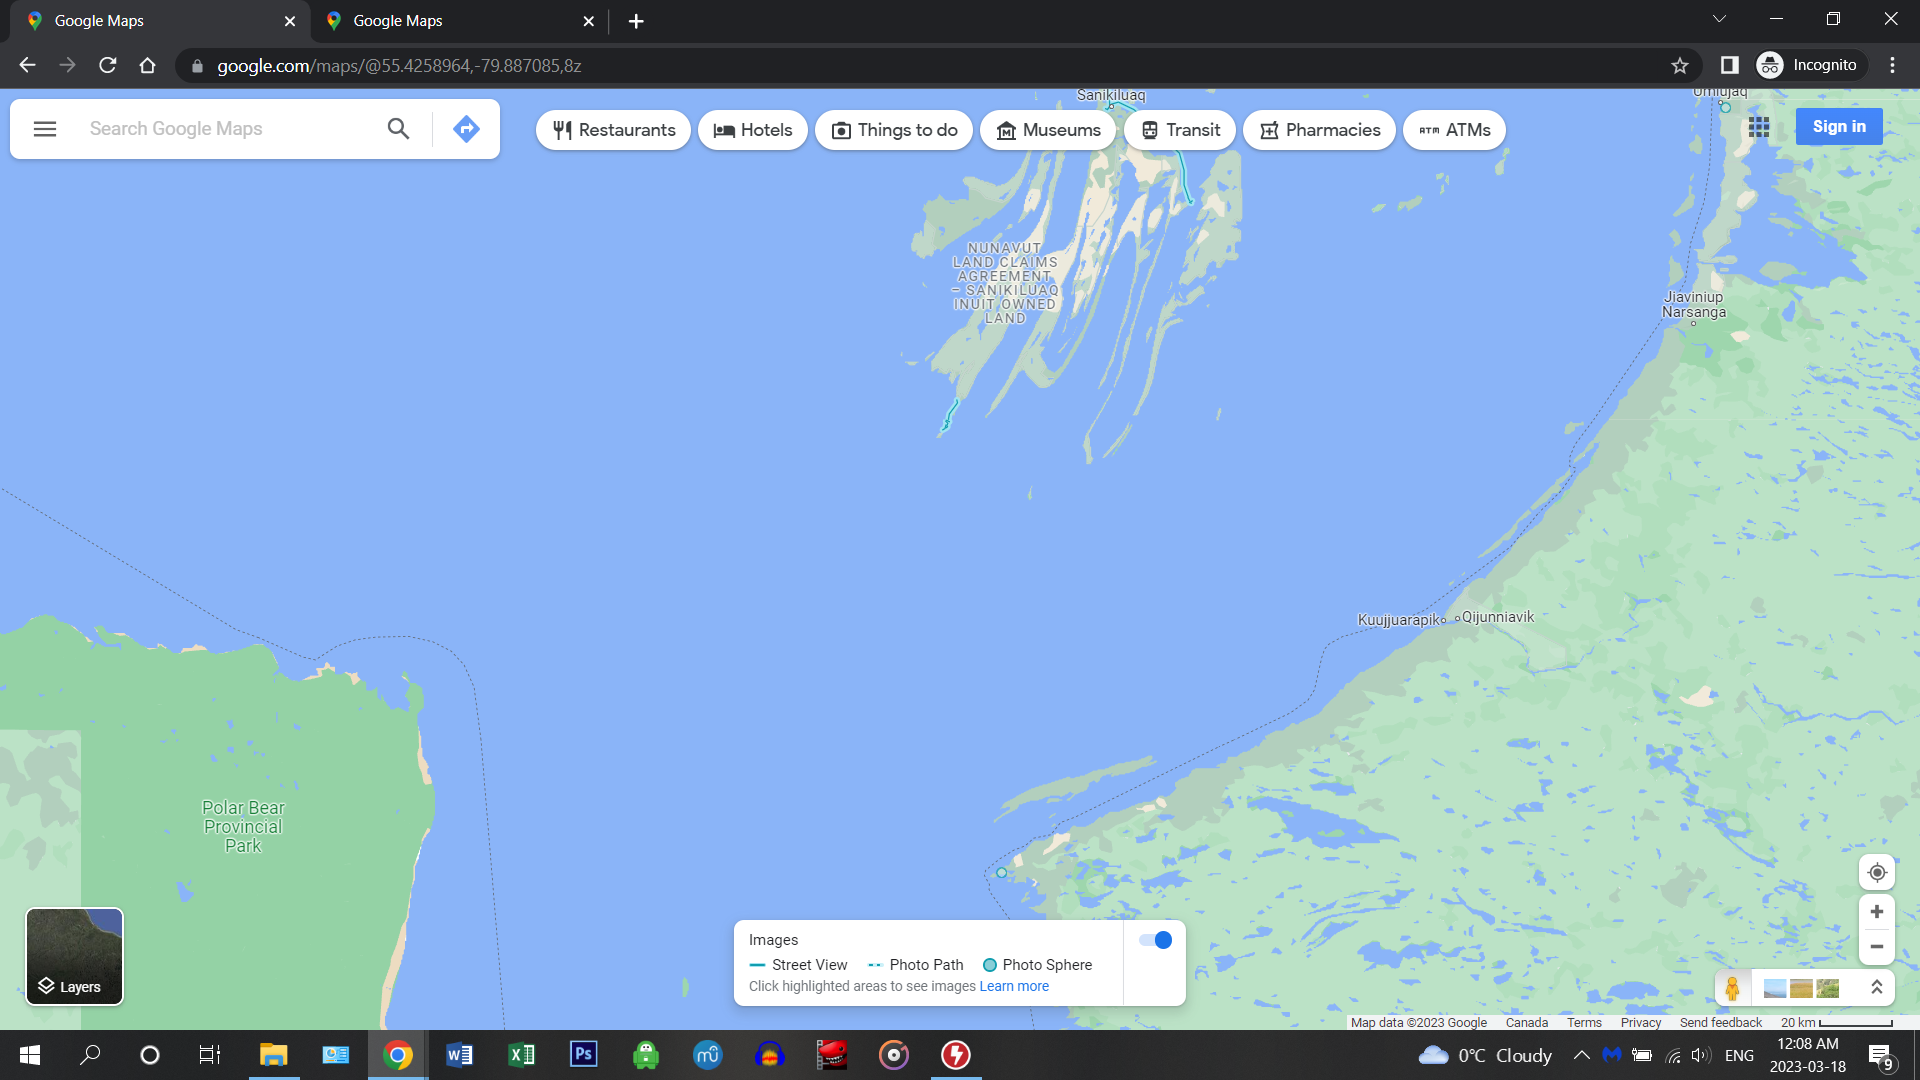 Google Maps
Google Maps
google.com/maps/@55.4258964,-79.887085,8z
Incognito
Search Google Maps
Restaurants
Hotels
Things to do
Museums
Transit
Pharmacies
ATM ATMs
Sign in
Sanikiluaq
Umiujaq
NUNAVUT
LAND CLAIMS
AGREEMENT
– SANIKILUAQ
INUIT OWNED
LAND
Jiaviniup
Narsanga
Kuujjuarapik
Qijunniavik
Polar Bear
Provincial
Park
Layers
Images
Street View
Photo Path
Photo Sphere
Click highlighted areas to see images Learn more
Map data ©2023 Google
Canada
Terms
Privacy
Send feedback
20 km
W
X
Ps
mu
0°C Cloudy
ENG
12:08 AM
2023-03-18
9